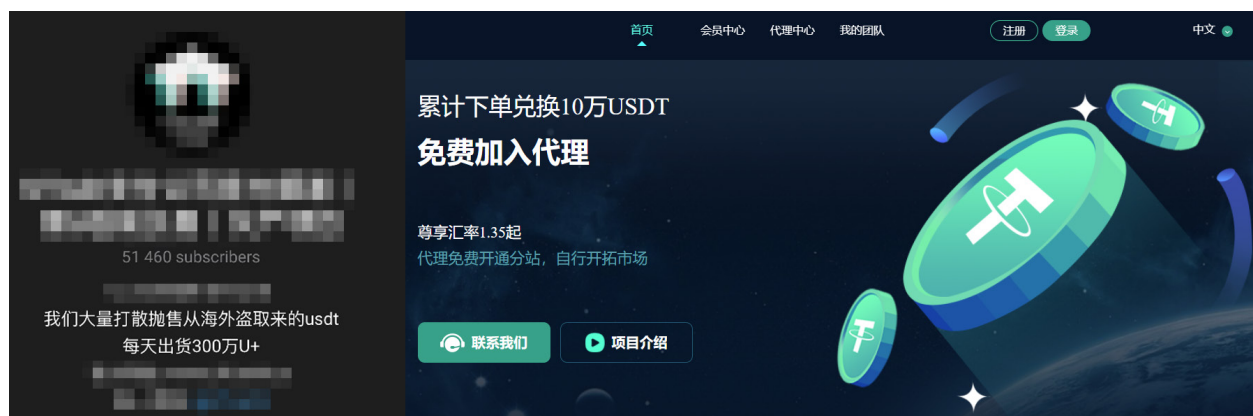 51 460 subscribers
我们大量打散抛售从海外盗取来的usdt
每天出货300万U+
首页 会员中心 代理中心 我的团队 注册 登录 中文
累计下单兑换10万USDT
免费加入代理
尊享汇率1.35起
代理免费开通分站，自行开拓市场
联系我们 项目介绍